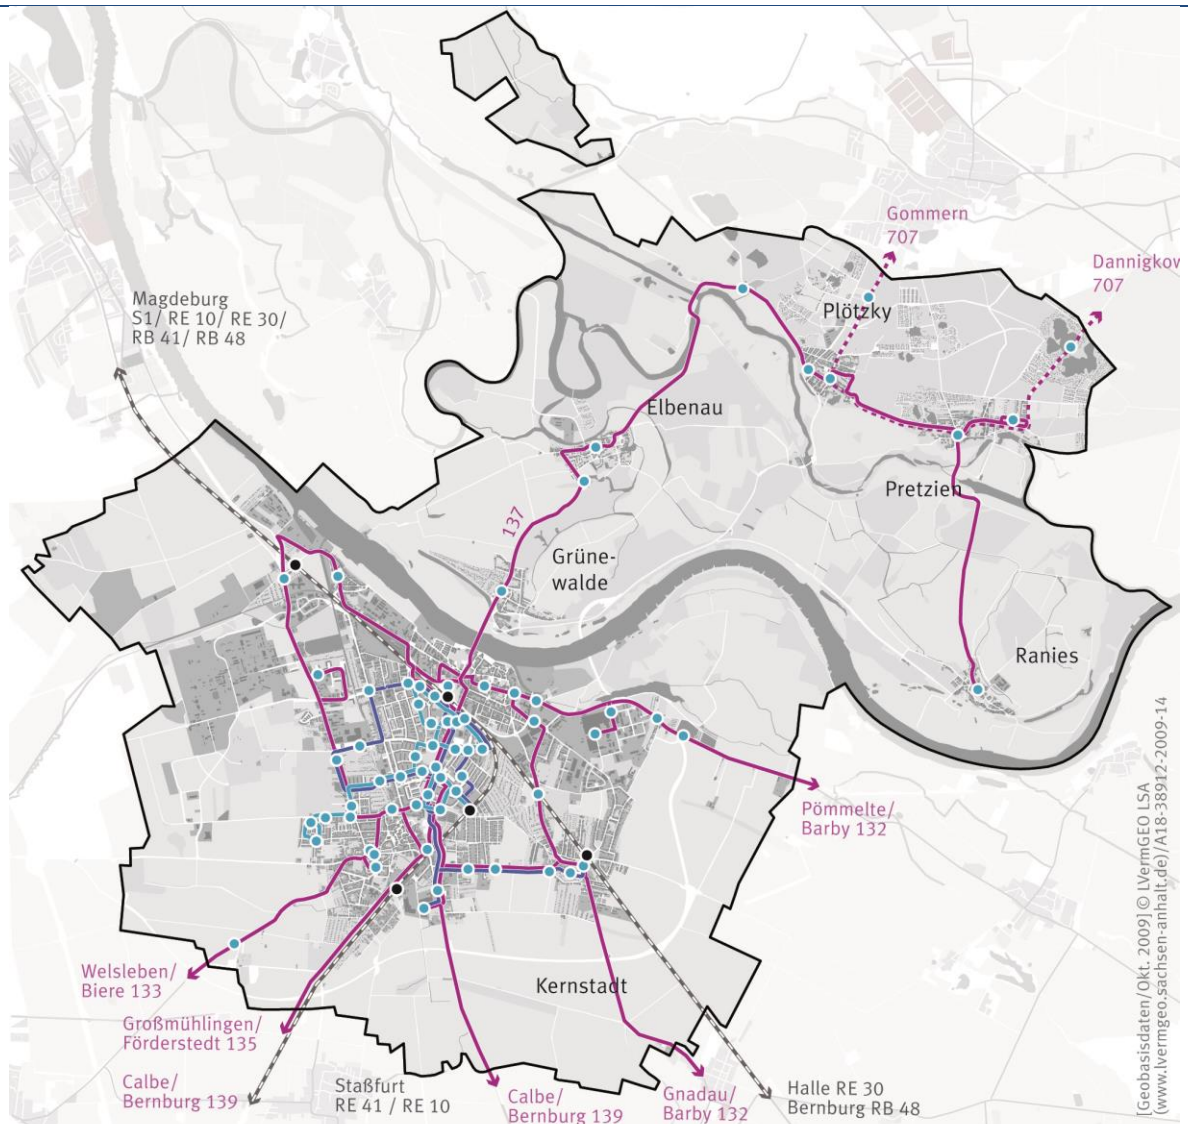 Gommern
707
Dannigkow
707
Magdeburg
S1/ RE 10/ RE 30/
RB 41/ RB 48
Plötzky
Elbenau
Pretzien
137
Grüne-
walde
Ranies
Pömmelte/
Barby 132
Welsleben/
Biere 133
Kernstadt
Großmühlingen/
Förderstedt 135
Calbe/
Bernburg 139
Staßfurt
RE 41 / RE 10
Calbe/
Bernburg 139
Gnadau/
Barby 132
Halle RE 30
Bernburg RB 48
[Geobasisdaten/Okt. 2009] © LVermGEO LSA
(www.lvermgeo.sachsen-anhalt.de)/A18-38912-2009-14